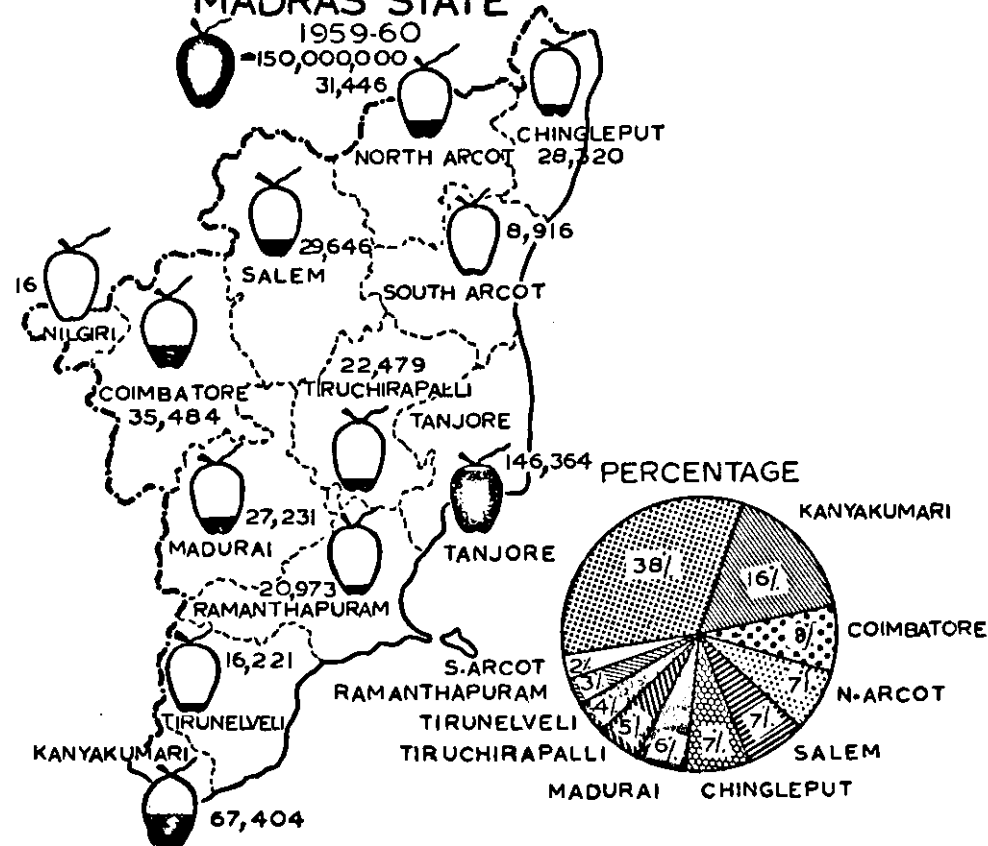 MADRAS STATE
1959-60
=150,000,000
31,446
NORTH ARCOT
CHINGLEPUT
28,320
29,646
SALEM
8,916
SOUTH ARCOT
16
NILGIRI
COIMBATORE
35,484
22,479
TIRUCHIRAPALLI
TANJORE
146,364
TANJORE
27,231
MADURAI
20,973
RAMANTHAPURAM
16,221
TIRUNELVELI
KANYAKUMARI
67,404
PERCENTAGE
KANYAKUMARI
38%
16%
8%
COIMBATORE
7%
N.ARCOT
7%
SALEM
7%
CHINGLEPUT
6%
MADURAI
5%
TIRUCHIRAPALLI
4%
TIRUNELVELI
3%
RAMANTHAPURAM
2%
S.ARCOT